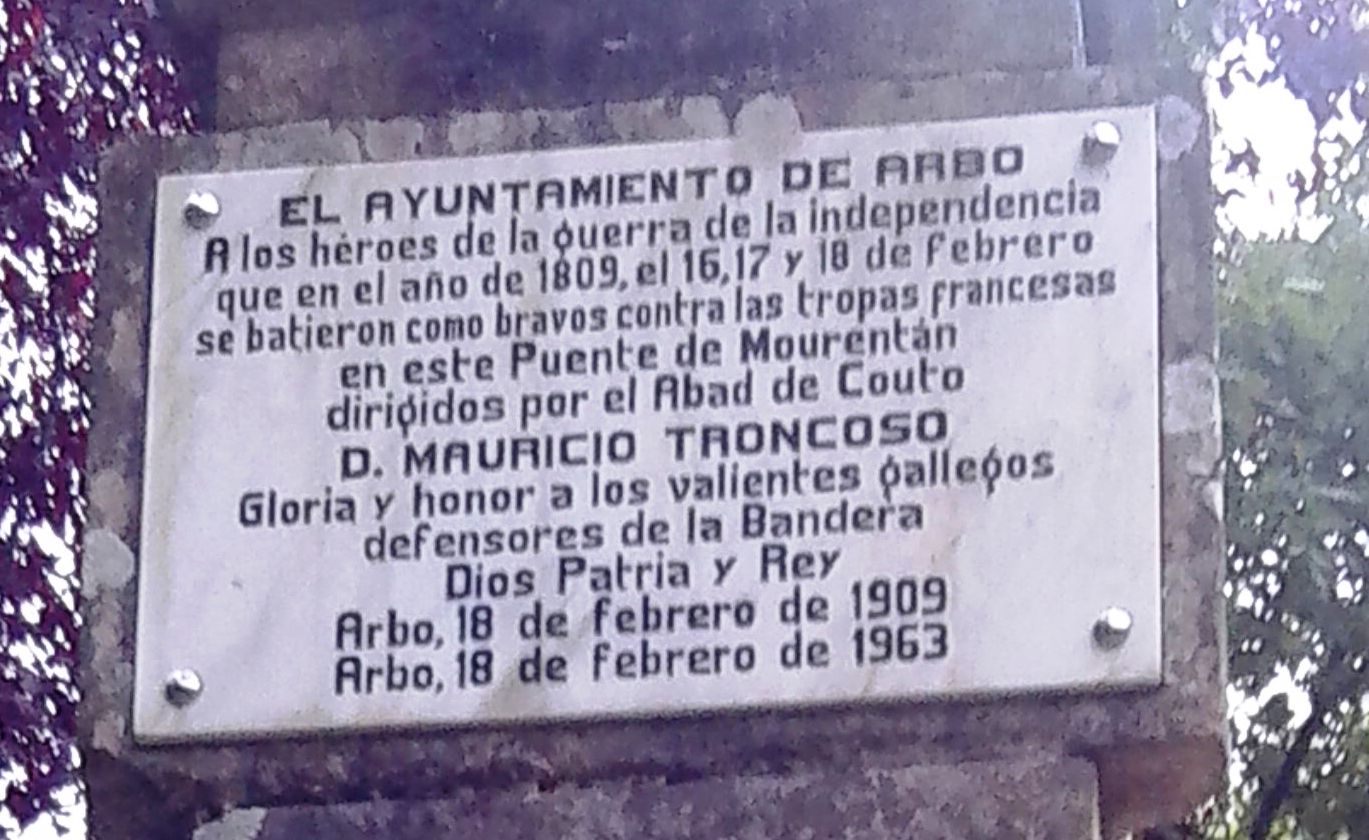 EL AYUNTAMIENTO DE ARBO
A los héroes de la guerra de la independencia
que en el año de 1809, el 16, 17 y 18 de febrero
se batieron como bravos contra las tropas francesas
en este Puente de Mourentán
dirigidos por el Abad de Couto
D. MAURICIO TRONCOSO
Gloria y honor a los valientes gallegos
defensores de la Bandera
Dios Patria y Rey
Arbo, 18 de febrero de 1909
Arbo, 18 de febrero de 1963